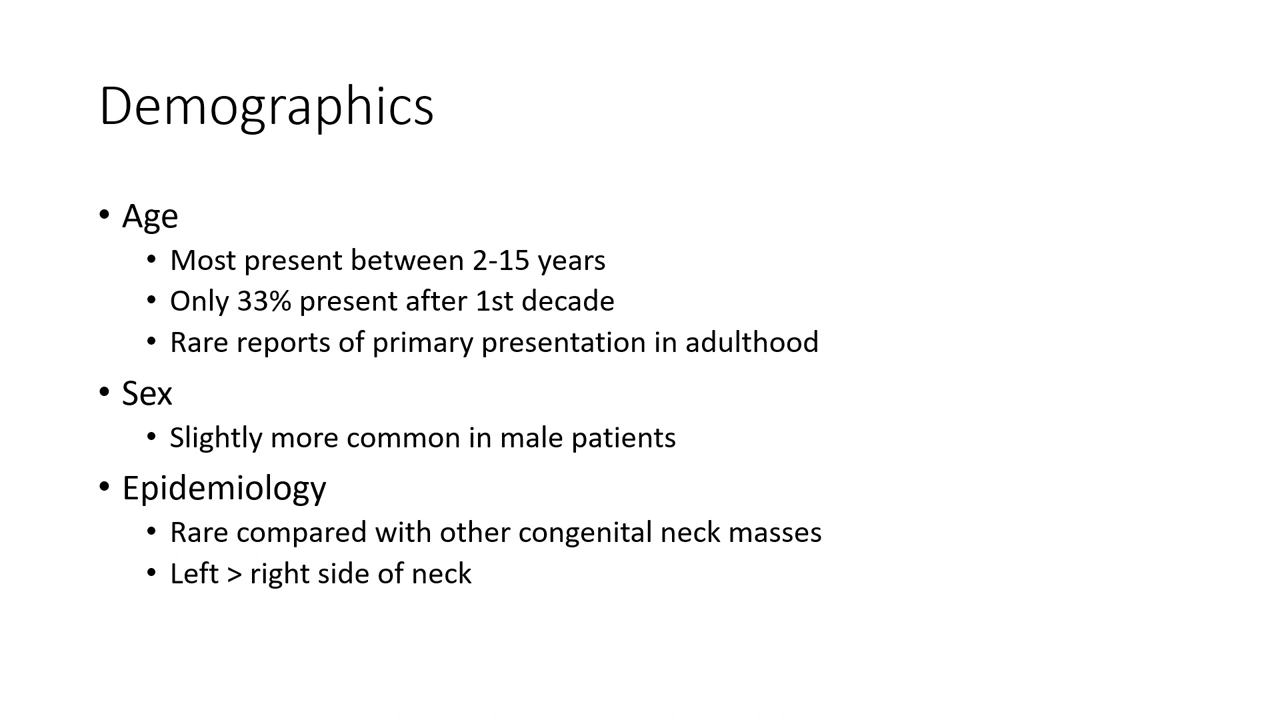 Demographics
• Age
• Most present between 2-15 years
• Only 33% present after 1st decade
• Rare reports of primary presentation in adulthood
• Sex
• Slightly more common in male patients
• Epidemiology
• Rare compared with other congenital neck masses
• Left > right side of neck